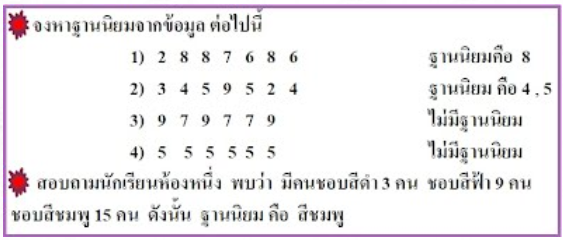 จงหาฐานนิยมจากข้อมูล ต่อไปนี้
1) 2 8 8 7 6 8 6 ฐานนิยมคือ 8
2) 3 4 5 9 5 2 4 ฐานนิยม คือ 4 , 5
3) 9 7 9 7 7 9 ไม่มีฐานนิยม
4) 5 5 5 5 5 5 ไม่มีฐานนิยม
สอบถามนักเรียนห้องหนึ่ง พบว่า มีคนชอบสีดำ 3 คน ชอบสีฟ้า 9 คน
ชอบสีชมพู 15 คน ดังนั้น ฐานนิยม คือ สีชมพู